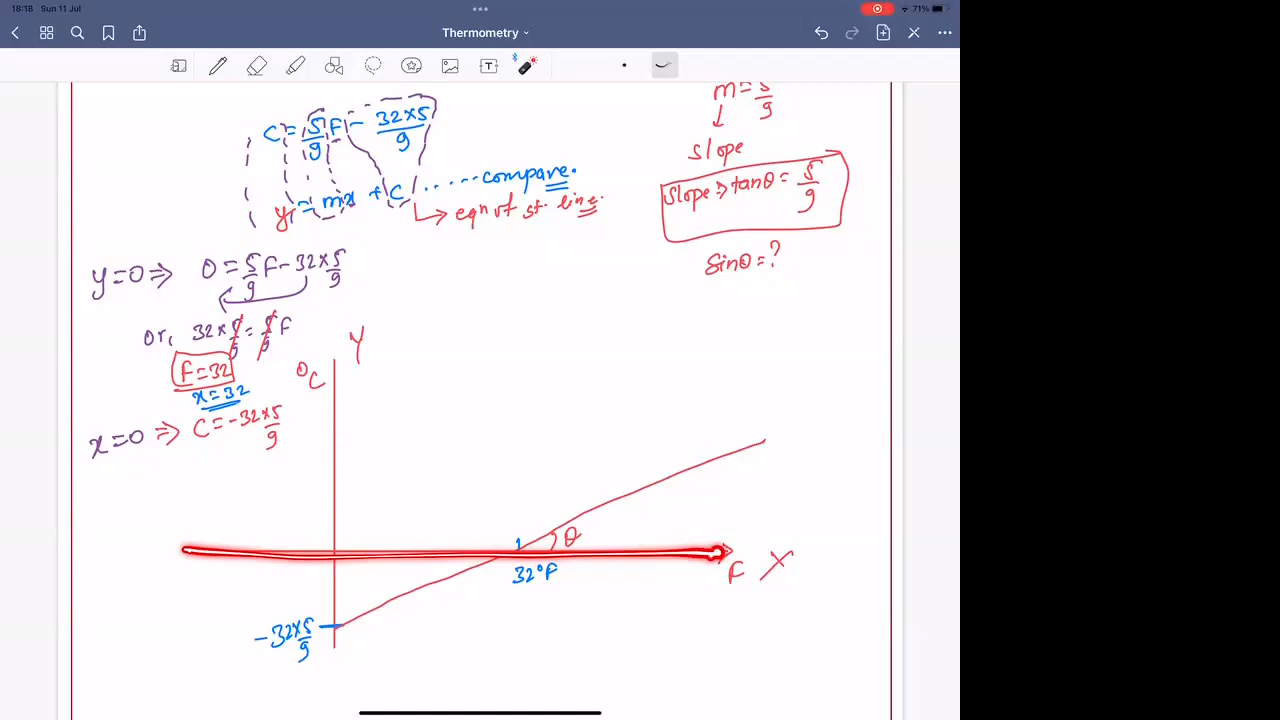 18:18 Sun 11 Jul
71%
Thermometry
C = 5/9 F - 32×5/9
y = mx + C ...... compare.
→ eqn of st. line.
m = 5/9
slope
slope ⇒ tanθ = 5/9
sinθ = ?
y=0 ⇒ 0 = 5/9 F - 32×5/9
or, 32×5/9 = 5/9 F
F=32
x=32
x=0 ⇒ C = -32×5/9
Y
°C
θ
32°F
F X
-32×5/9